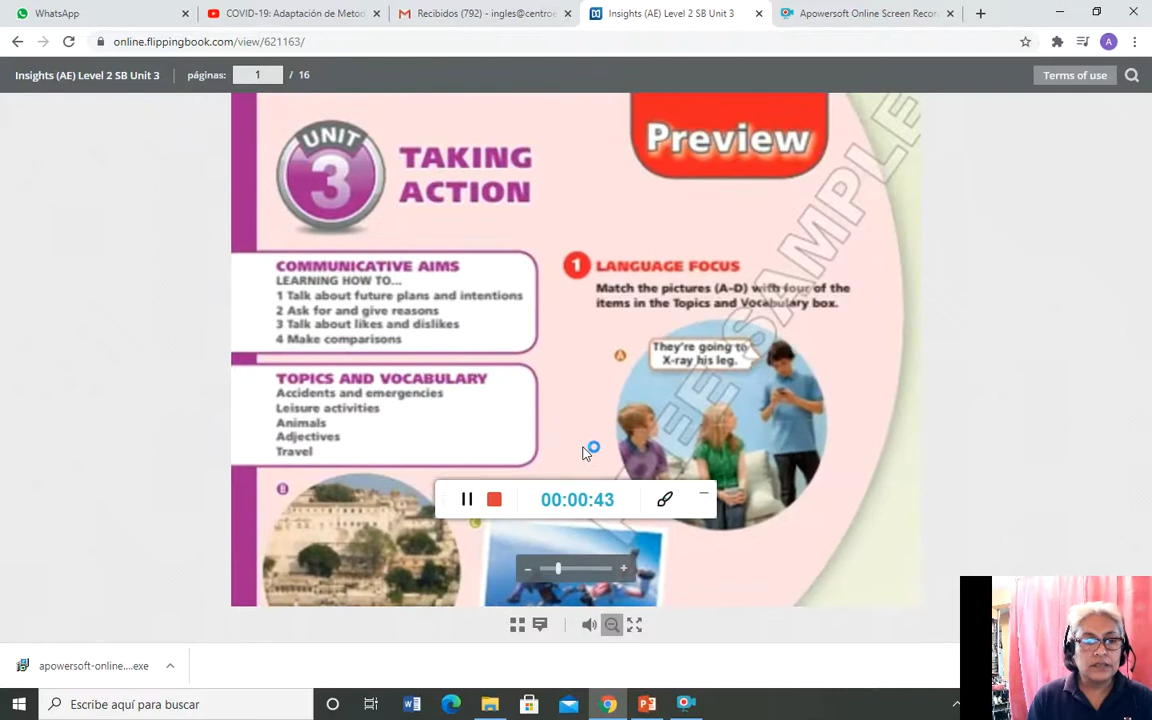 WhatsApp
COVID-19: Adaptación de Metod
Recibidos (792) - ingles@centroe
Insights (AE) Level 2 SB Unit 3
Apowersoft Online Screen Recor
online.flippingbook.com/view/621163/
A
Insights (AE) Level 2 SB Unit 3
páginas:
1
/ 16
Terms of use
UNIT
3
TAKING
ACTION
Preview
FREE SAMPLE
COMMUNICATIVE AIMS
LEARNING HOW TO...
1 Talk about future plans and intentions
2 Ask for and give reasons
3 Talk about likes and dislikes
4 Make comparisons
TOPICS AND VOCABULARY
Accidents and emergencies
Leisure activities
Animals
Adjectives
Travel
1 LANGUAGE FOCUS
Match the pictures (A–D) with four of the
items in the Topics and Vocabulary box.
A
They're going to
X-ray his leg.
B
C
00:00:43
apowersoft-online....exe
Escribe aquí para buscar